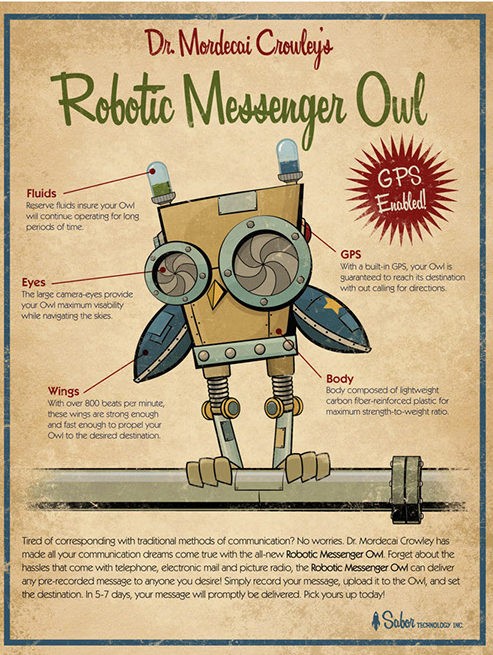 Dr. Mordecai Crowley's
Robotic Messenger Owl
GPS
Enabled!
Fluids
Reserve fluids insure your Owl
will continue operating for long
periods of time.
GPS
With a built-in GPS, your Owl is
guaranteed to reach its destination
with out calling for directions.
Eyes
The large camera-eyes provide
your Owl maximum visability
while navigating the skies.
Wings
With over 800 beats per minute,
these wings are strong enough
and fast enough to propel your
Owl to the desired destination.
Body
Body composed of lightweight
carbon fiber-reinforced plastic for
maximum strength-to-weight ratio.
Tired of corresponding with traditional methods of communication? No worries. Dr. Mordecai Crowley has
made all your communication dreams come true with the all-new Robotic Messenger Owl. Forget about the
hassles that come with telephone, electronic mail and picture radio, the Robotic Messenger Owl can deliver
any pre-recorded message to anyone you desire! Simply record your message, upload it to the Owl, and set
the destination. In 5-7 days, your message will promptly be delivered. Pick yours up today!
Sabor TECHNOLOGY INC.